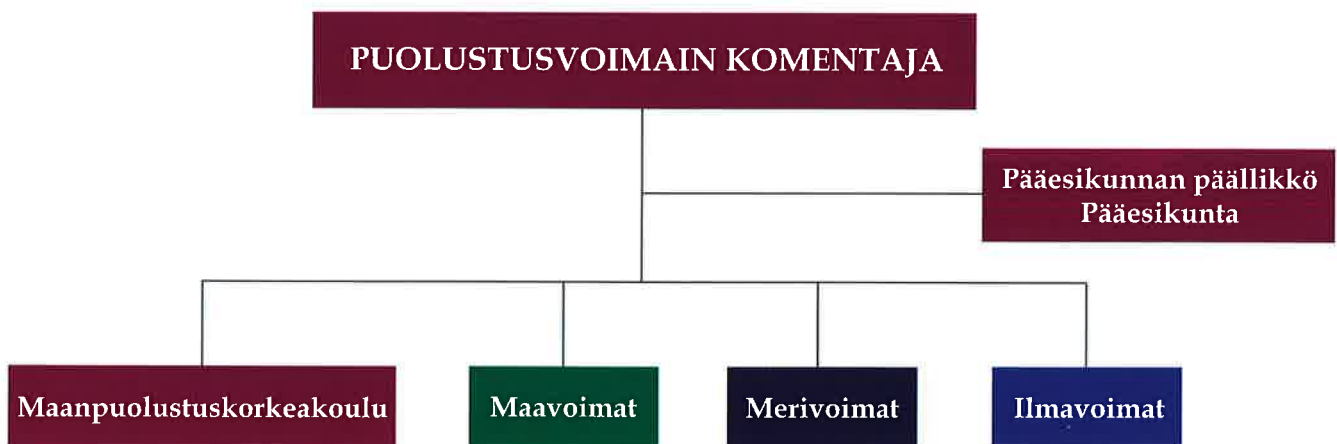 PUOLUSTUSVOIMAIN KOMENTAJA
Pääesikunnan päällikkö
Pääesikunta
Maanpuolustuskorkeakoulu
Maavoimat
Merivoimat
Ilmavoimat